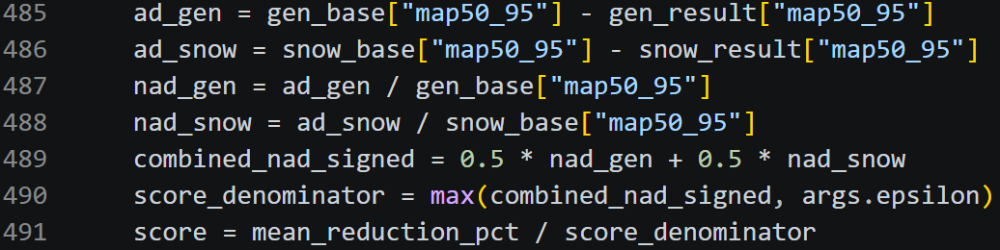 485 ad_gen = gen_base["map50_95"] - gen_result["map50_95"]
486 ad_snow = snow_base["map50_95"] - snow_result["map50_95"]
487 nad_gen = ad_gen / gen_base["map50_95"]
488 nad_snow = ad_snow / snow_base["map50_95"]
489 combined_nad_signed = 0.5 * nad_gen + 0.5 * nad_snow
490 score_denominator = max(combined_nad_signed, args.epsilon)
491 score = mean_reduction_pct / score_denominator